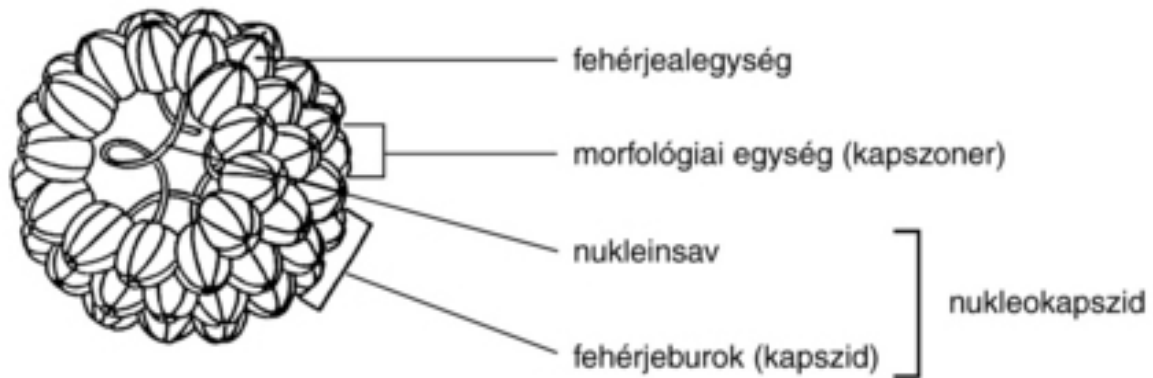 fehérjealegység
morfológiai egység (kapszoner)
nukleinsav
nukleokapszid
fehérjeburok (kapszid)